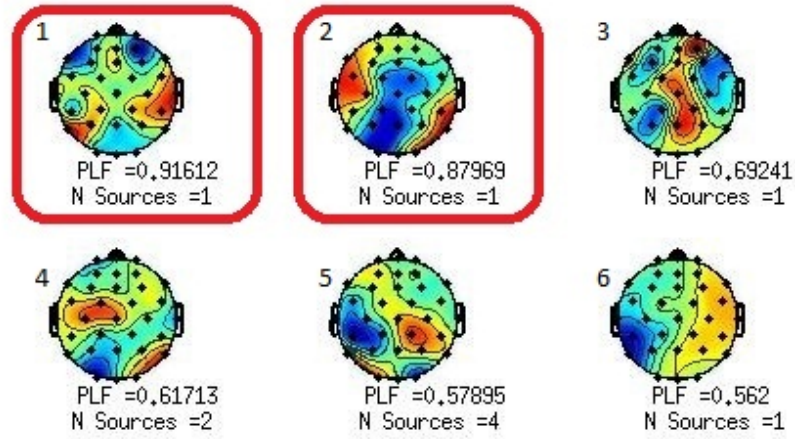 1
PLF =0.91612
N Sources =1
2
PLF =0.87969
N Sources =1
3
PLF =0.69241
N Sources =1
4
PLF =0.61713
N Sources =2
5
PLF =0.57895
N Sources =4
6
PLF =0.562
N Sources =1